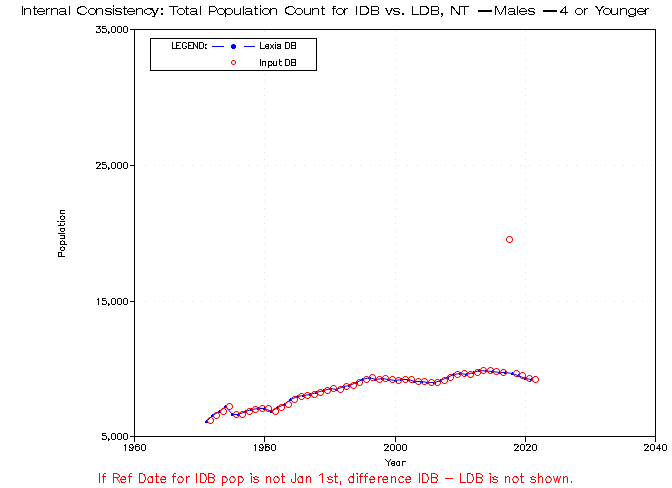 Internal Consistency: Total Population Count for IDB vs. LDB, NT —Males —4 or Younger
35,000
LEGEND: Lexis DB
Input DB
25,000
Population
15,000
5,000
1960 1980 2000 2020 2040
Year
If Ref Date for IDB pop is not Jan 1st, difference IDB – LDB is not shown.